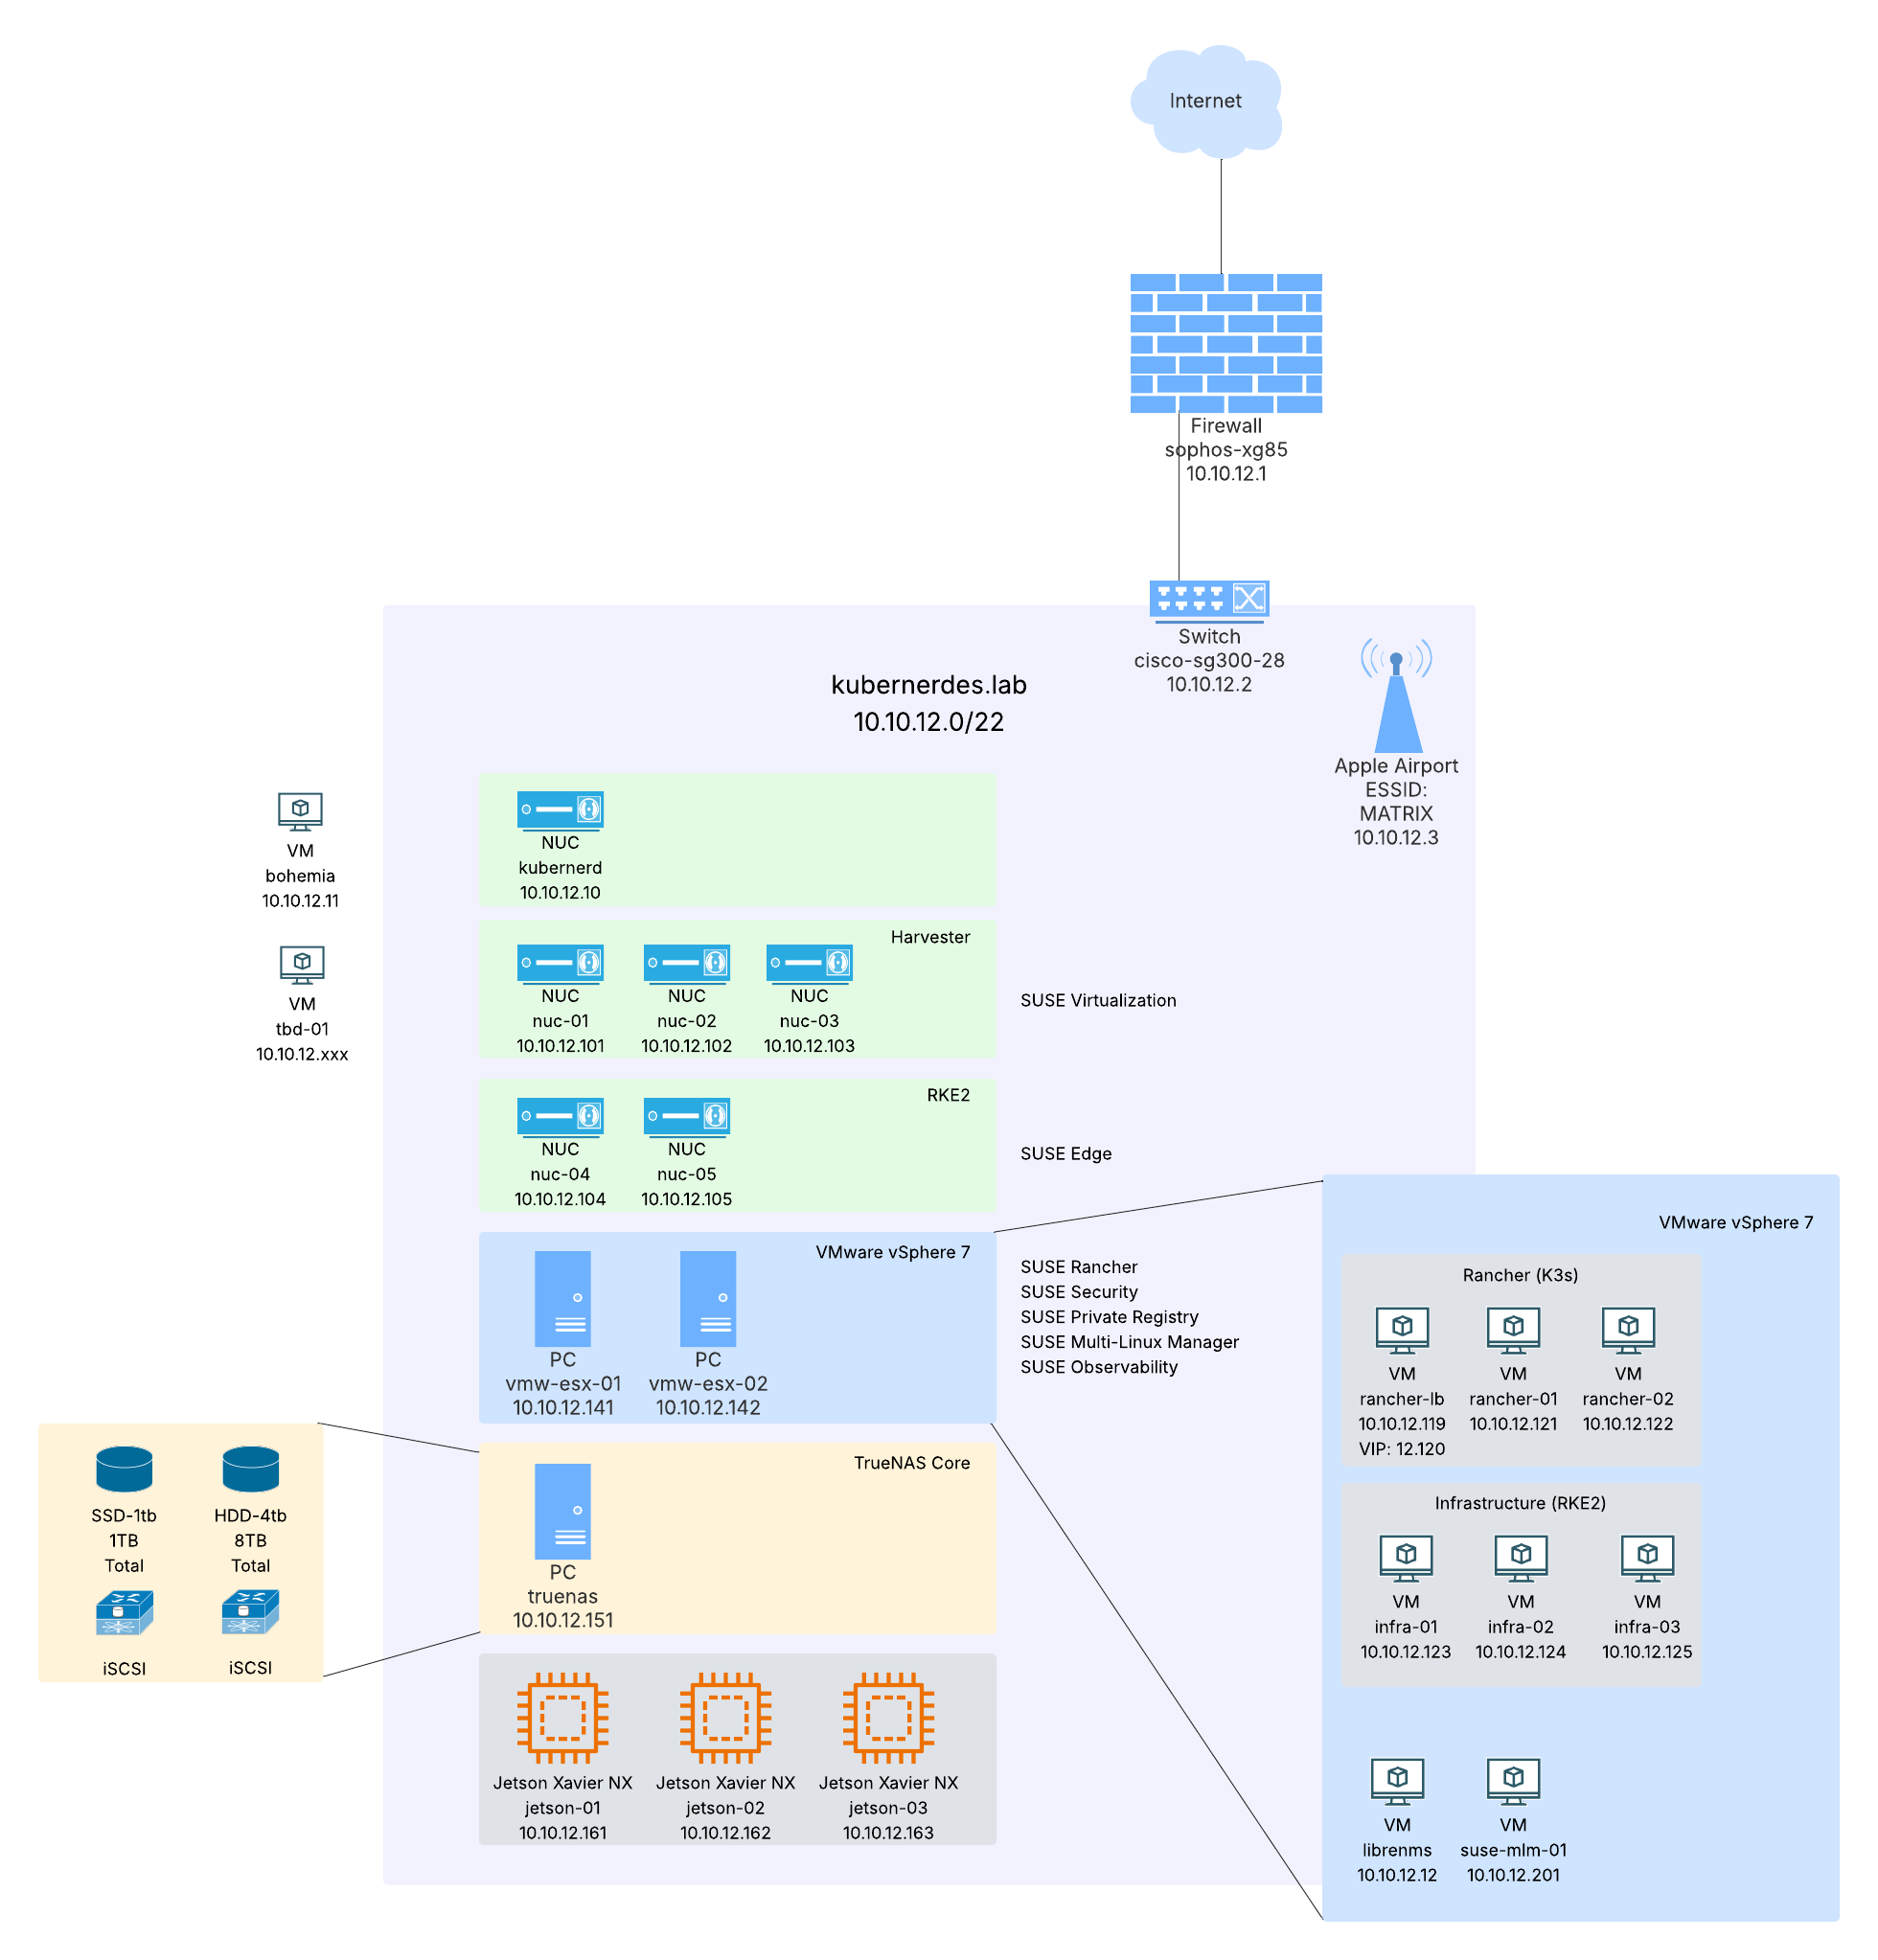 Internet
Firewall
sophos-xg85
10.10.12.1
Switch
cisco-sg300-28
10.10.12.2
kubernerdes.lab
10.10.12.0/22
Apple Airport
ESSID:
MATRIX
10.10.12.3
VM
bohemia
10.10.12.11
VM
tbd-01
10.10.12.xxx
NUC
kubernerd
10.10.12.10
Harvester
NUC
nuc-01
10.10.12.101
NUC
nuc-02
10.10.12.102
NUC
nuc-03
10.10.12.103
SUSE Virtualization
RKE2
NUC
nuc-04
10.10.12.104
NUC
nuc-05
10.10.12.105
SUSE Edge
VMware vSphere 7
PC
vmw-esx-01
10.10.12.141
PC
vmw-esx-02
10.10.12.142
SUSE Rancher
SUSE Security
SUSE Private Registry
SUSE Multi-Linux Manager
SUSE Observability
TrueNAS Core
PC
truenas
10.10.12.151
SSD-1tb
1TB
Total
iSCSI
HDD-4tb
8TB
Total
iSCSI
Jetson Xavier NX
jetson-01
10.10.12.161
Jetson Xavier NX
jetson-02
10.10.12.162
Jetson Xavier NX
jetson-03
10.10.12.163
VMware vSphere 7
Rancher (K3s)
VM
rancher-lb
10.10.12.119
VIP: 12.120
VM
rancher-01
10.10.12.121
VM
rancher-02
10.10.12.122
Infrastructure (RKE2)
VM
infra-01
10.10.12.123
VM
infra-02
10.10.12.124
VM
infra-03
10.10.12.125
VM
librenms
10.10.12.12
VM
suse-mlm-01
10.10.12.201